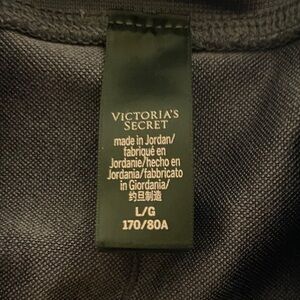 VICTORIA'S
SECRET
made in Jordan/
fabriqué en
Jordanie/hecho en
Jordania/fabbricato
in Giordania/
约旦制造
L/G
170/80A